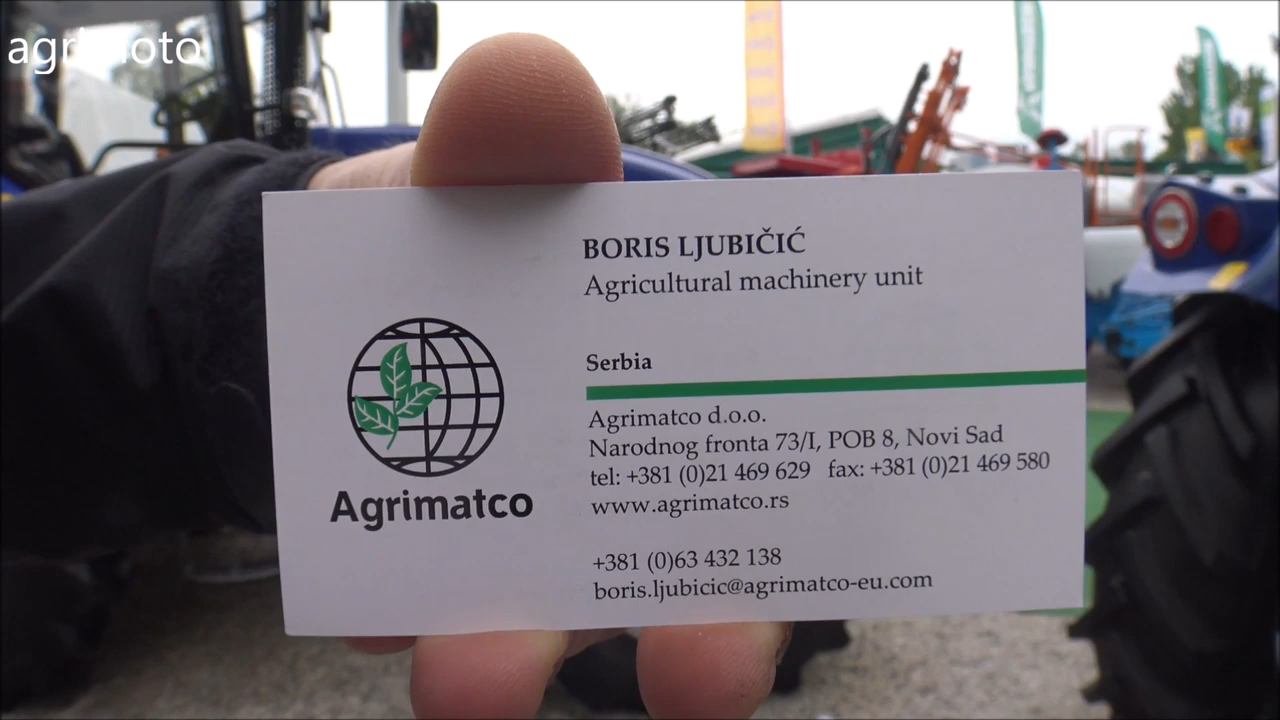 agrimoto
BORIS LJUBIČIĆ
Agricultural machinery unit
Serbia
Agrimatco d.o.o.
Narodnog fronta 73/I, POB 8, Novi Sad
tel: +381 (0)21 469 629 fax: +381 (0)21 469 580
www.agrimatco.rs
+381 (0)63 432 138
boris.ljubicic@agrimatco-eu.com
Agrimatco